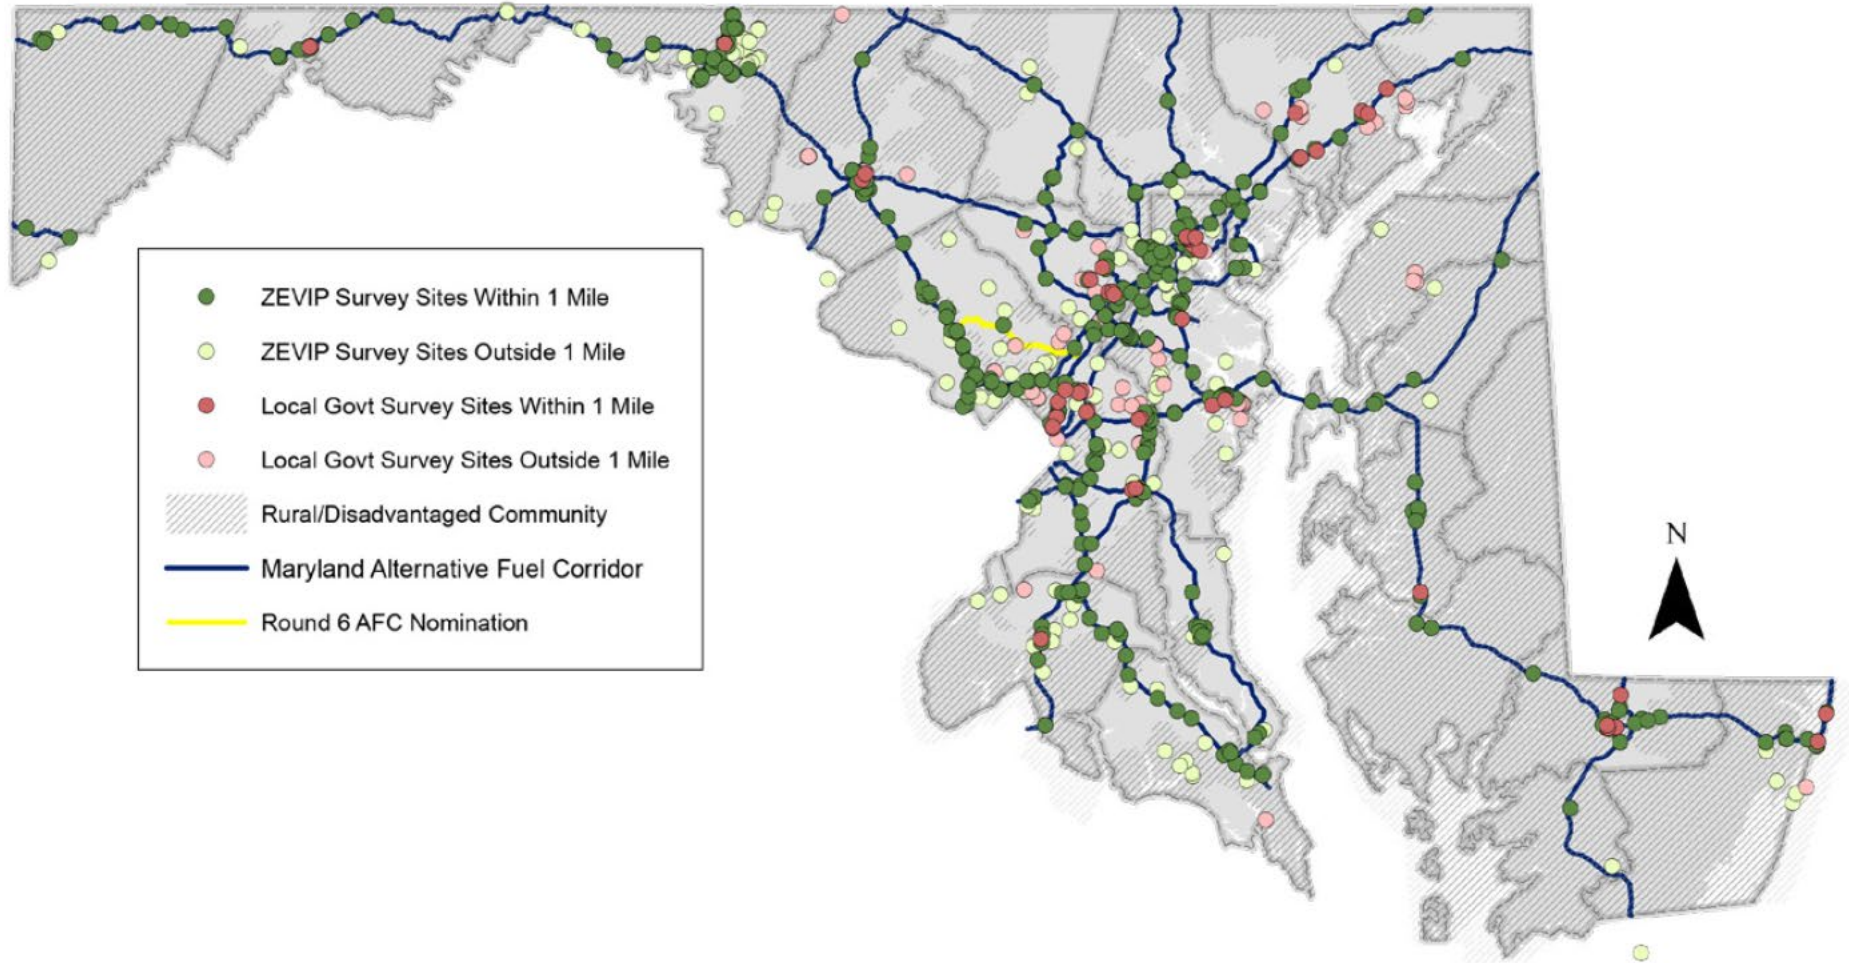 ZEVIP Survey Sites Within 1 Mile
ZEVIP Survey Sites Outside 1 Mile
Local Govt Survey Sites Within 1 Mile
Local Govt Survey Sites Outside 1 Mile
Rural/Disadvantaged Community
Maryland Alternative Fuel Corridor
Round 6 AFC Nomination
N